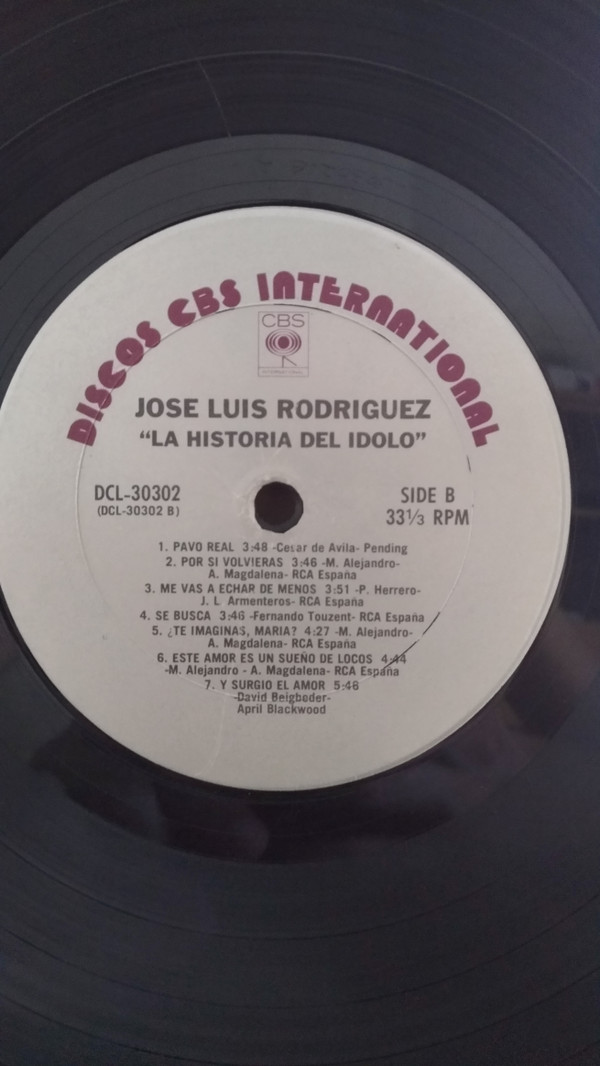 DISCOS CBS INTERNATIONAL
CBS
INTERNATIONAL
JOSE LUIS RODRIGUEZ
"LA HISTORIA DEL IDOLO"
DCL-30302
(DCL-30302 B)
SIDE B
33⅓ RPM
1. PAVO REAL 3:48 -Cesar de Avila- Pending
2. POR SI VOLVIERAS 3:46 -M. Alejandro-
A. Magdalena- RCA España
3. ME VAS A ECHAR DE MENOS 3:51 -P. Herrero-
J. L. Armenteros- RCA España
4. SE BUSCA 3:46 -Fernando Touzent- RCA España
5. ¿TE IMAGINAS, MARIA? 4:27 -M. Alejandro-
A. Magdalena- RCA España
6. ESTE AMOR ES UN SUEÑO DE LOCOS 4:44
-M. Alejandro - A. Magdalena- RCA España
7. Y SURGIO EL AMOR 5:46
-David Beigbeder-
April Blackwood